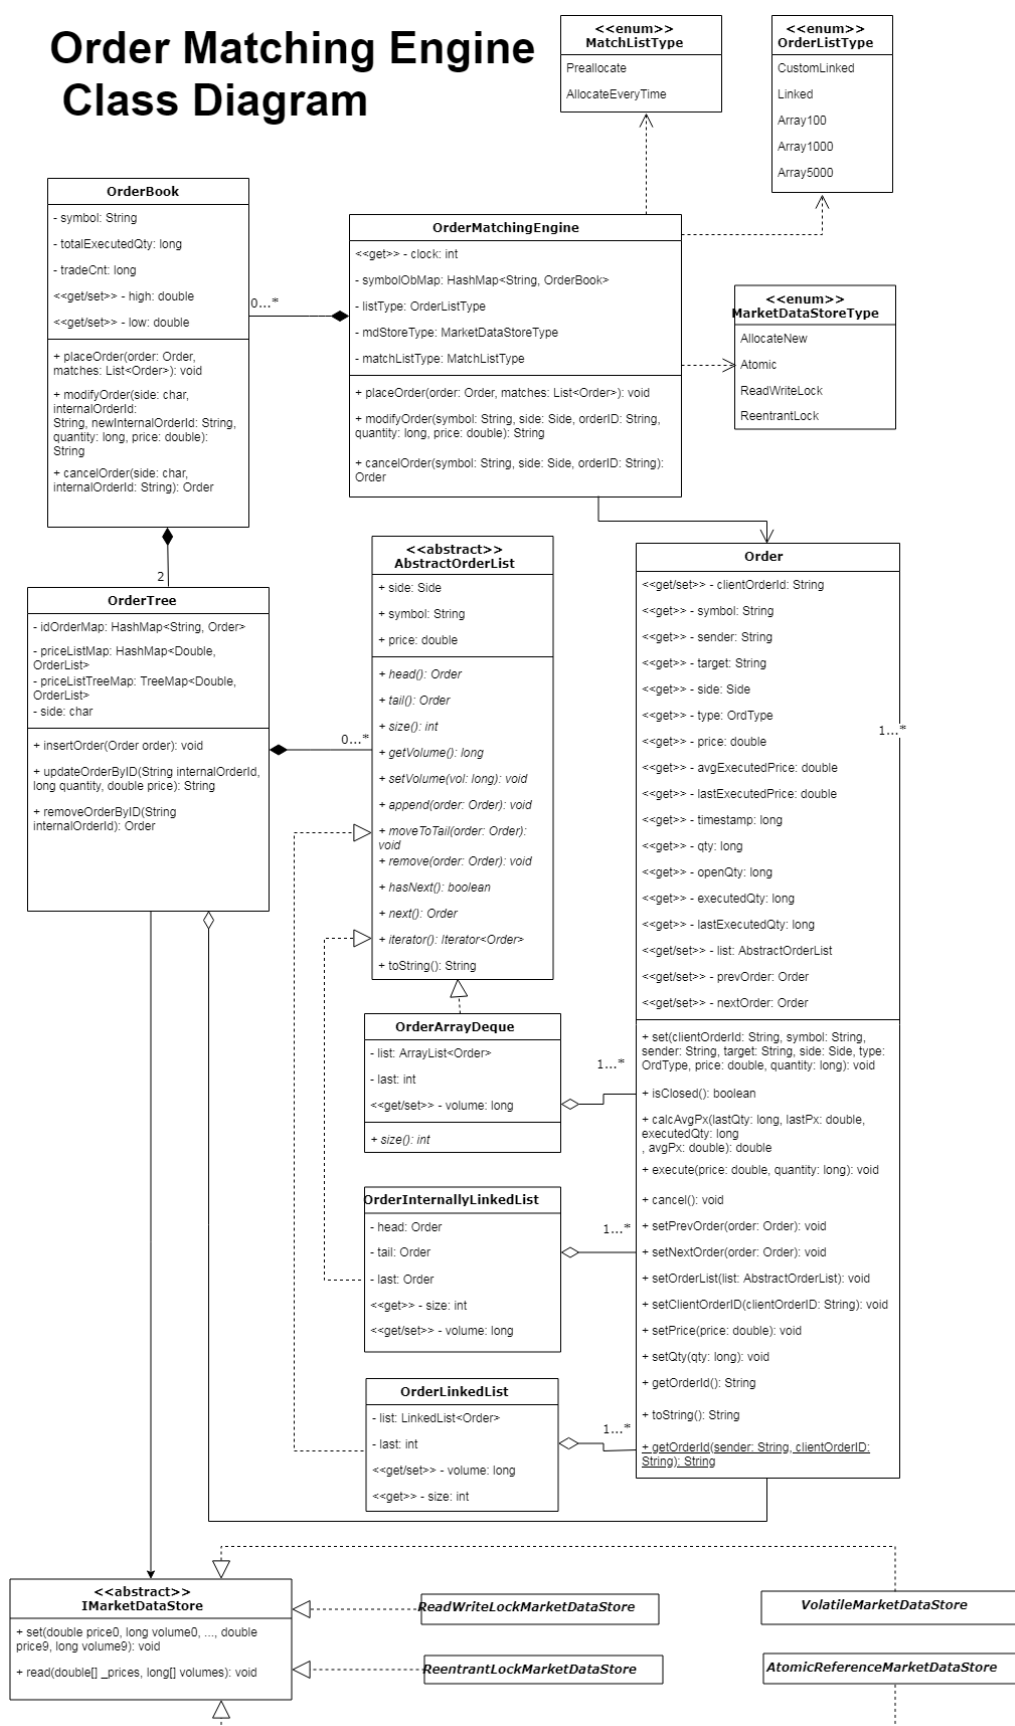 Order Matching Engine
Class Diagram
<<enum>>
MatchListType
Preallocate
AllocateEveryTime
<<enum>>
OrderListType
CustomLinked
Linked
Array100
Array1000
Array5000
OrderBook
- symbol: String
- totalExecutedQty: long
- tradeCnt: long
<<get/set>> - high: double
<<get/set>> - low: double
+ placeOrder(order: Order,
matches: List<Order>): void
+ modifyOrder(side: char,
internalOrderId:
String, newInternalOrderId: String,
quantity: long, price: double):
String
+ cancelOrder(side: char,
internalOrderId: String): Order
0...*
OrderMatchingEngine
<<get>> - clock: int
- symbolObMap: HashMap<String, OrderBook>
- listType: OrderListType
- mdStoreType: MarketDataStoreType
- matchListType: MatchListType
+ placeOrder(order: Order, matches: List<Order>): void
+ modifyOrder(symbol: String, side: Side, orderID: String,
quantity: long, price: double): String
+ cancelOrder(symbol: String, side: Side, orderID: String):
Order
<<enum>>
MarketDataStoreType
AllocateNew
Atomic
ReadWriteLock
ReentrantLock
2
OrderTree
- idOrderMap: HashMap<String, Order>
- priceListMap: HashMap<Double,
OrderList>
- priceListTreeMap: TreeMap<Double,
OrderList>
- side: char
+ insertOrder(Order order): void
+ updateOrderByID(String internalOrderId,
long quantity, double price): String
+ removeOrderByID(String
internalOrderId): Order
0...*
<<abstract>>
AbstractOrderList
+ side: Side
+ symbol: String
+ price: double
+ head(): Order
+ tail(): Order
+ size(): int
+ getVolume(): long
+ setVolume(vol: long): void
+ append(order: Order): void
+ moveToTail(order: Order):
void
+ remove(order: Order): void
+ hasNext(): boolean
+ next(): Order
+ iterator(): Iterator<Order>
+ toString(): String
Order
<<get/set>> - clientOrderId: String
<<get>> - symbol: String
<<get>> - sender: String
<<get>> - target: String
<<get>> - side: Side
<<get>> - type: OrdType
<<get>> - price: double
<<get>> - avgExecutedPrice: double
<<get>> - lastExecutedPrice: double
<<get>> - timestamp: long
<<get>> - qty: long
<<get>> - openQty: long
<<get>> - executedQty: long
<<get>> - lastExecutedQty: long
<<get/set>> - list: AbstractOrderList
<<get/set>> - prevOrder: Order
<<get/set>> - nextOrder: Order
+ set(clientOrderId: String, symbol: String,
sender: String, target: String, side: Side, type:
OrdType, price: double, quantity: long): void
+ isClosed(): boolean
+ calcAvgPx(lastQty: long, lastPx: double,
executedQty: long
, avgPx: double): double
+ execute(price: double, quantity: long): void
+ cancel(): void
+ setPrevOrder(order: Order): void
+ setNextOrder(order: Order): void
+ setOrderList(list: AbstractOrderList): void
+ setClientOrderID(clientOrderID: String): void
+ setPrice(price: double): void
+ setQty(qty: long): void
+ getOrderId(): String
+ toString(): String
+ getOrderId(sender: String, clientOrderID:
String): String
1...*
OrderArrayDeque
- list: ArrayList<Order>
- last: int
<<get/set>> - volume: long
+ size(): int
1...*
OrderInternallyLinkedList
- head: Order
- tail: Order
- last: Order
<<get>> - size: int
<<get/set>> - volume: long
1...*
OrderLinkedList
- list: LinkedList<Order>
- last: int
<<get/set>> - volume: long
<<get>> - size: int
1...*
<<abstract>>
IMarketDataStore
+ set(double price0, long volume0, ..., double
price9, long volume9): void
+ read(double[] _prices, long[] volumes): void
ReadWriteLockMarketDataStore
VolatileMarketDataStore
ReentrantLockMarketDataStore
AtomicReferenceMarketDataStore